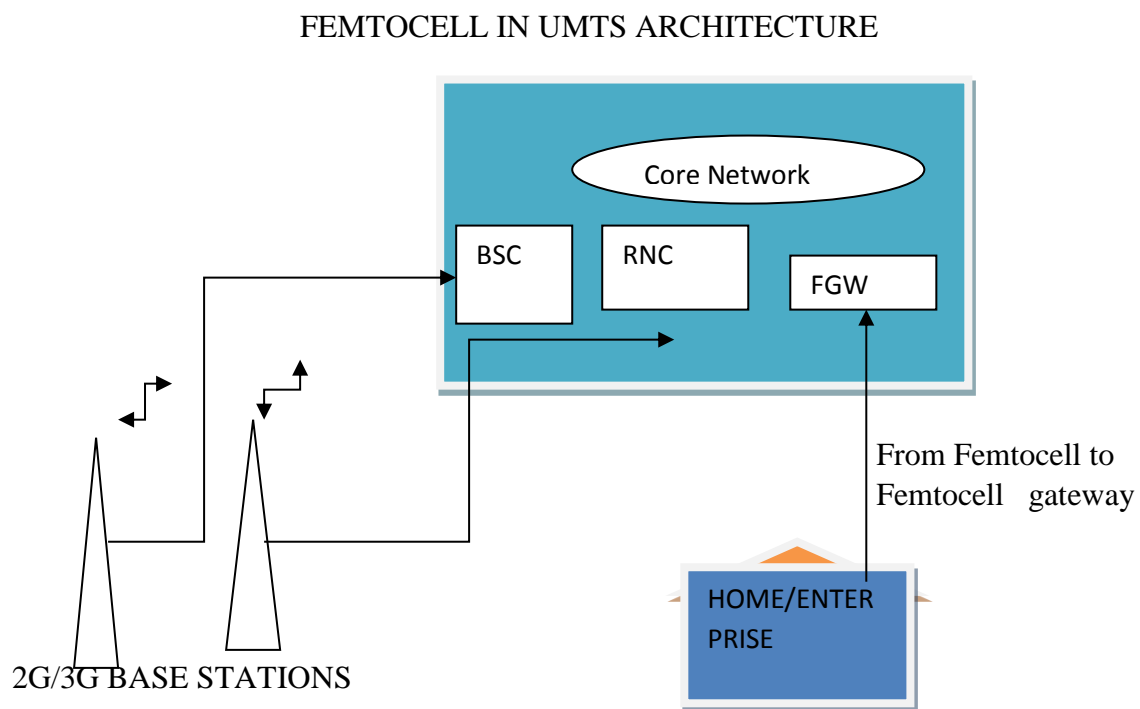 FEMTOCELL IN UMTS ARCHITECTURE
Core Network
BSC
RNC
FGW
From Femtocell to
Femtocell gateway
HOME/ENTER
PRISE
2G/3G BASE STATIONS